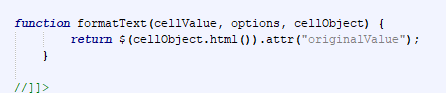 function formatText(cellValue, options, cellObject) {
return $(cellObject.html()).attr("originalValue");
}
//]]>